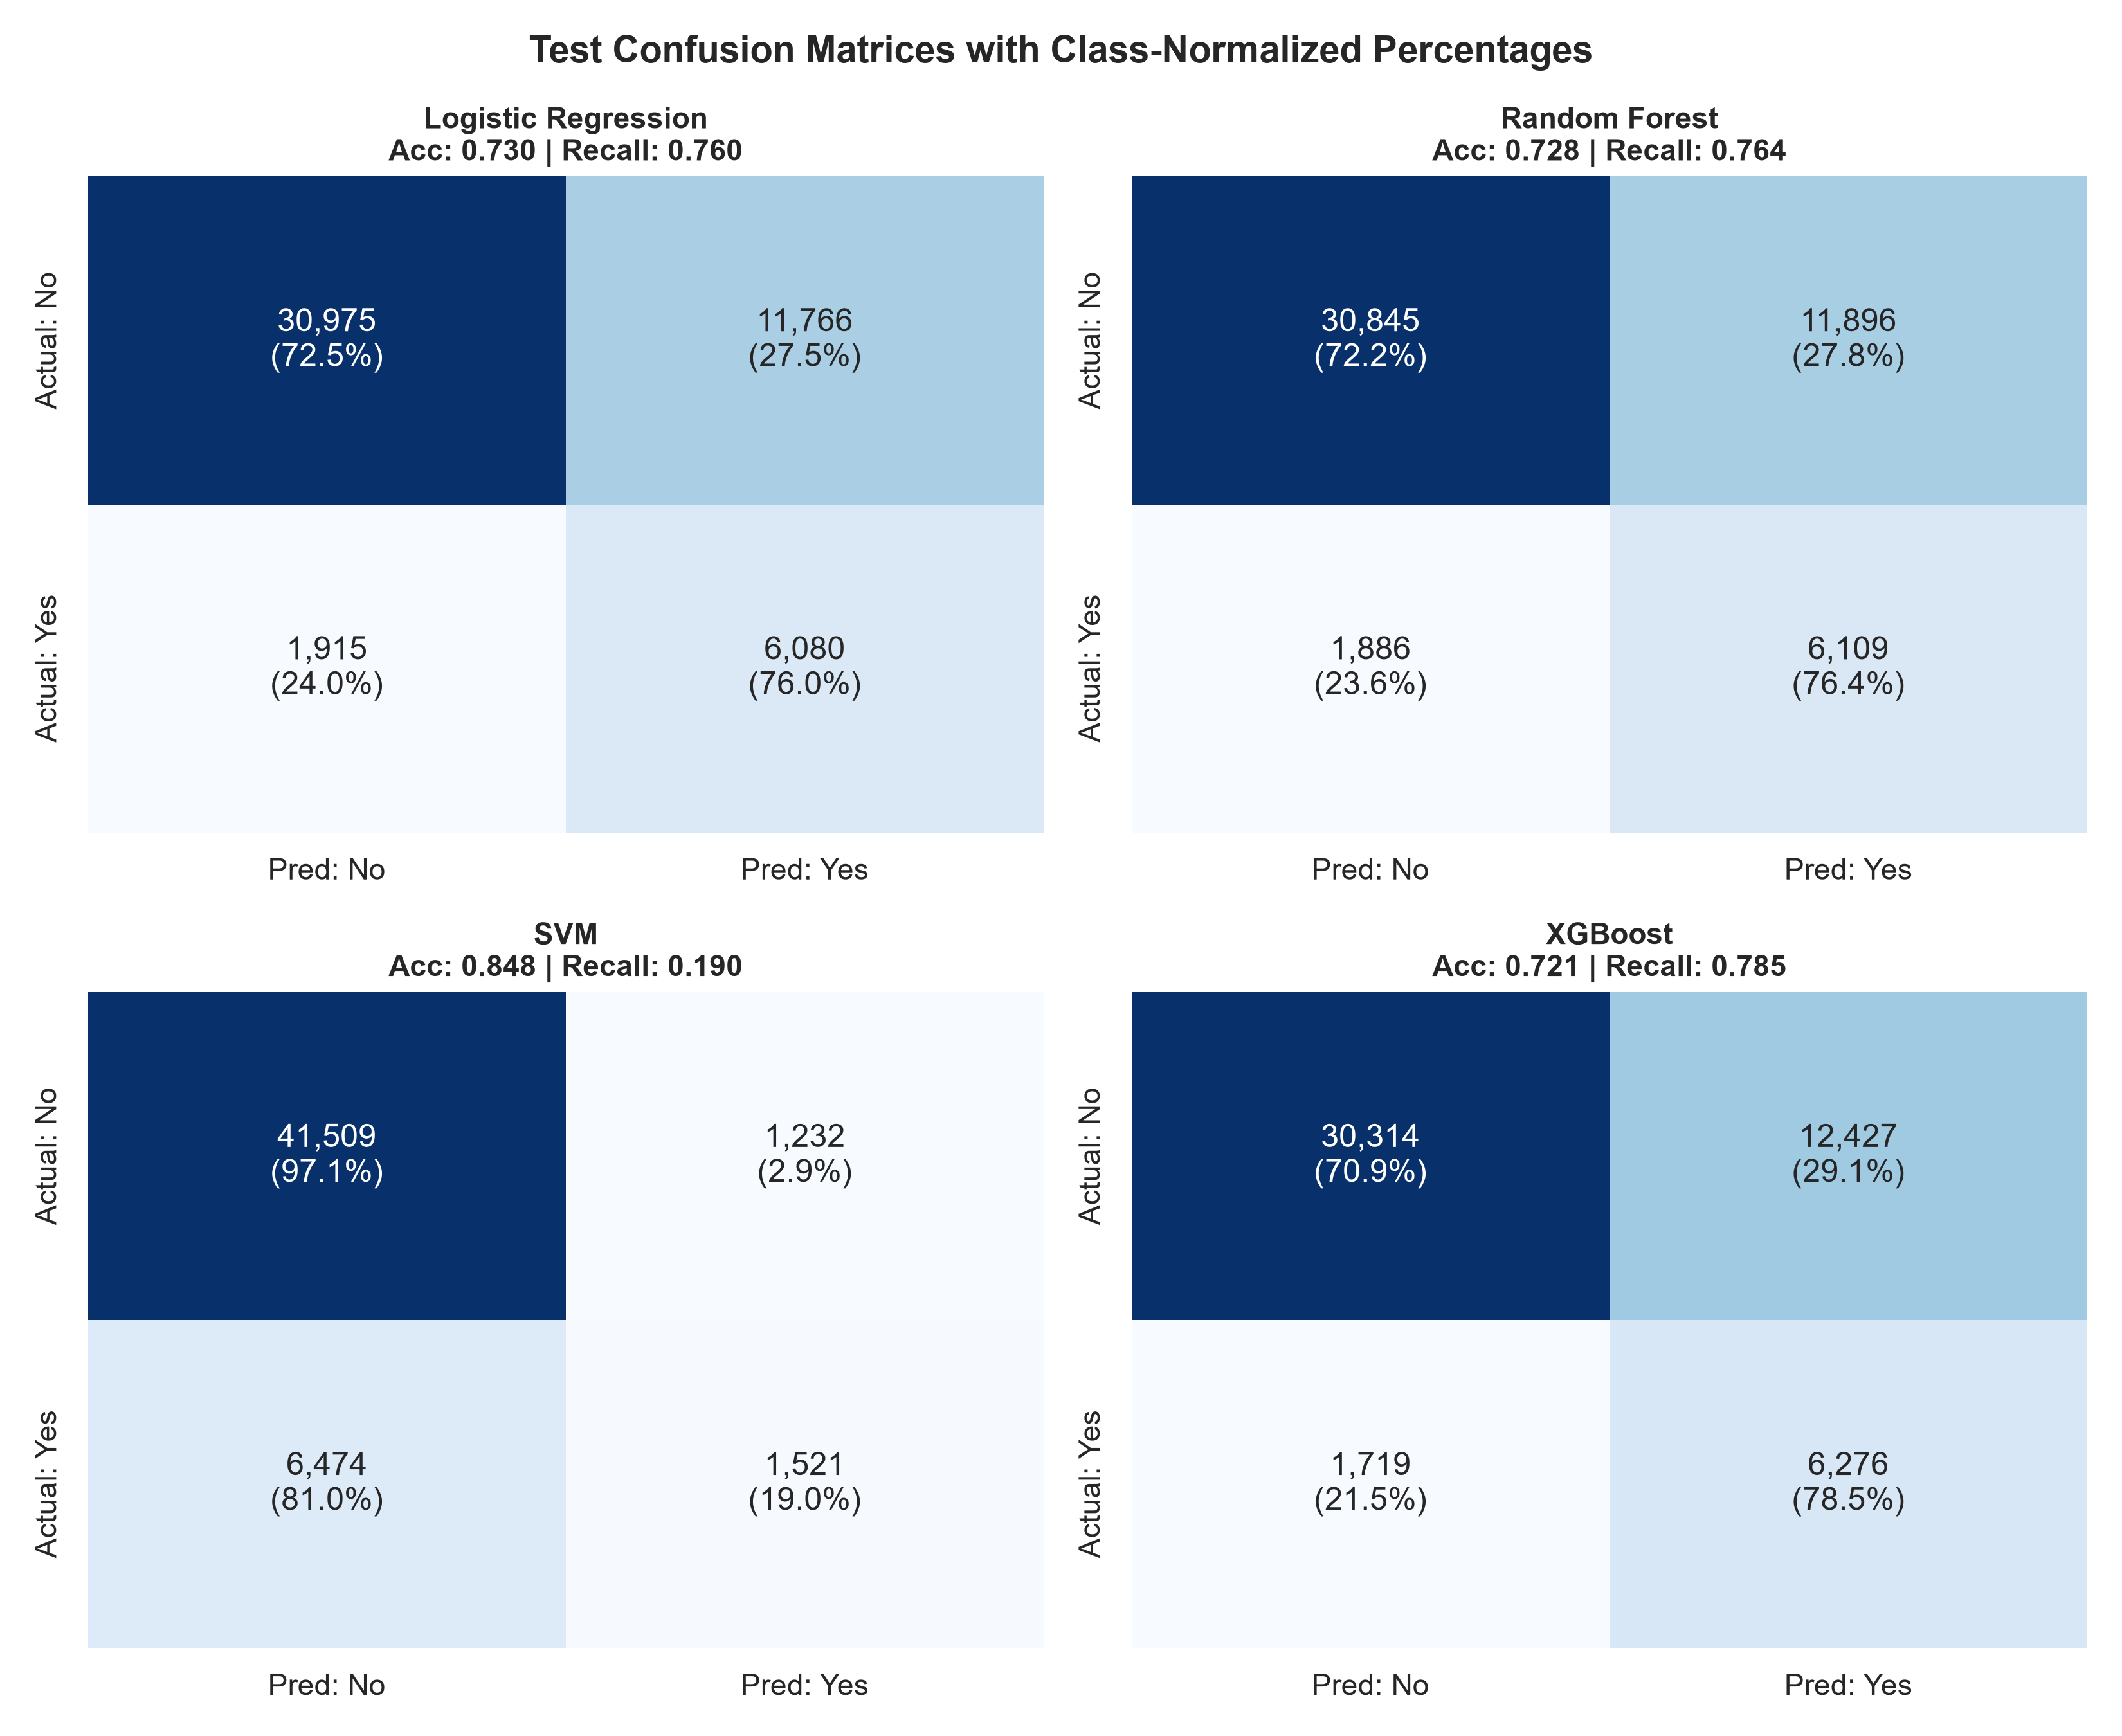 Test Confusion Matrices with Class-Normalized Percentages
Logistic Regression
Acc: 0.730 | Recall: 0.760
Actual: No
30,975
(72.5%)
11,766
(27.5%)
Actual: Yes
1,915
(24.0%)
6,080
(76.0%)
Pred: No
Pred: Yes
Random Forest
Acc: 0.728 | Recall: 0.764
Actual: No
30,845
(72.2%)
11,896
(27.8%)
Actual: Yes
1,886
(23.6%)
6,109
(76.4%)
Pred: No
Pred: Yes
SVM
Acc: 0.848 | Recall: 0.190
Actual: No
41,509
(97.1%)
1,232
(2.9%)
Actual: Yes
6,474
(81.0%)
1,521
(19.0%)
Pred: No
Pred: Yes
XGBoost
Acc: 0.721 | Recall: 0.785
Actual: No
30,314
(70.9%)
12,427
(29.1%)
Actual: Yes
1,719
(21.5%)
6,276
(78.5%)
Pred: No
Pred: Yes